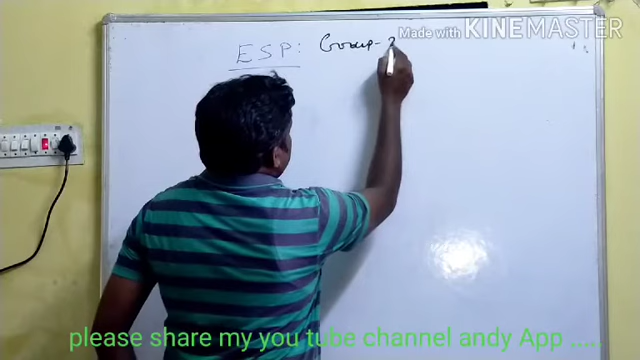 Made with KINEMASTER
ESP: Group-
please share my you tube channel andy App .....